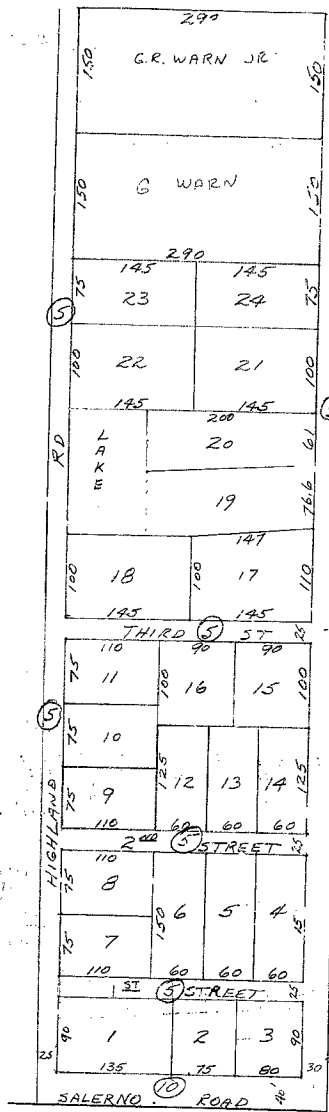 290
150 G.R. WARN JR 150
150 G WARN 150
290
145 145
75 23 24 75
5
100 22 21 100
145 145
200
RD LAKE 20 61
19 76.6
147
100 18 100 17 110
145 145
THIRD 5 ST 25
110 90 90
75 11 100 16 15 100
5
75 10
75 9 125 12 13 14 125
110 60 60 60
HIGHLAND 2ND 5 STREET 25
110
75 8 6 5 4 15
75 7 150
110 60 60 60
1 ST 5 STREET 25
90 1 2 3 90
25 135 75 80 30'
10 40'
SALERNO. ROAD